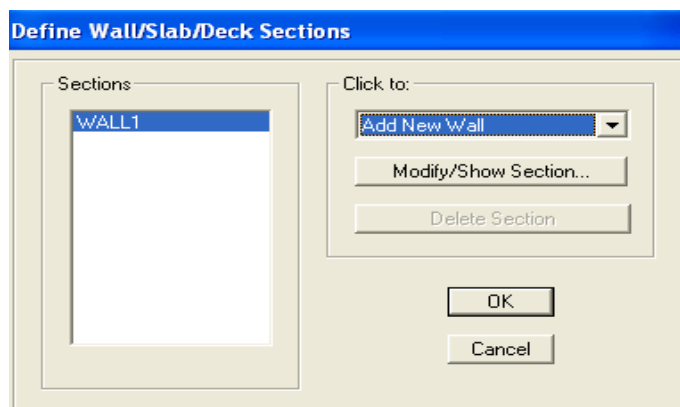 Define Wall/Slab/Deck Sections
Sections
WALL1
Click to:
Add New Wall
Modify/Show Section...
Delete Section
OK
Cancel